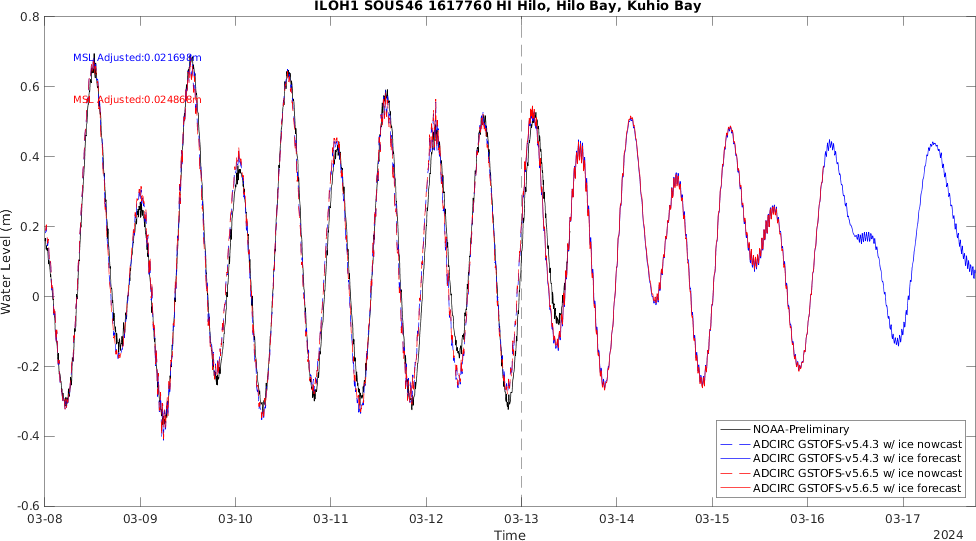 ILOH1 SOUS46 1617760 HI Hilo, Hilo Bay, Kuhio Bay
MSL Adjusted:0.021698m
MSL Adjusted:0.024868m
Water Level (m)
0.8
0.6
0.4
0.2
0
-0.2
-0.4
-0.6
NOAA-Preliminary
ADCIRC GSTOFS-v5.4.3 w/ ice nowcast
ADCIRC GSTOFS-v5.4.3 w/ ice forecast
ADCIRC GSTOFS-v5.6.5 w/ ice nowcast
ADCIRC GSTOFS-v5.6.5 w/ ice forecast
03-08 03-09 03-10 03-11 03-12 03-13 03-14 03-15 03-16 03-17
Time
2024